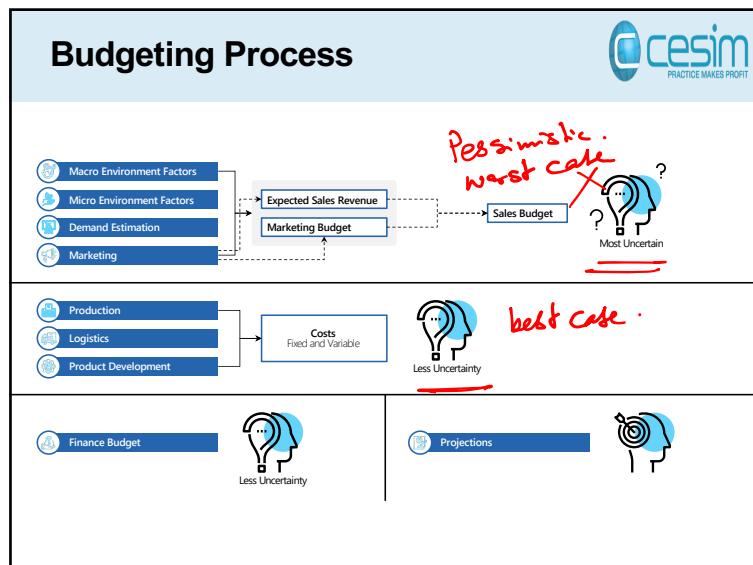 Budgeting Process
cesim
PRACTICE MAKES PROFIT
Pessimistic.
worst case
Macro Environment Factors
Micro Environment Factors
Demand Estimation
Marketing
Expected Sales Revenue
Marketing Budget
Sales Budget
?
?
Most Uncertain
Production
Logistics
Product Development
Costs
Fixed and Variable
Less Uncertainty
best case.
Finance Budget
Less Uncertainty
Projections